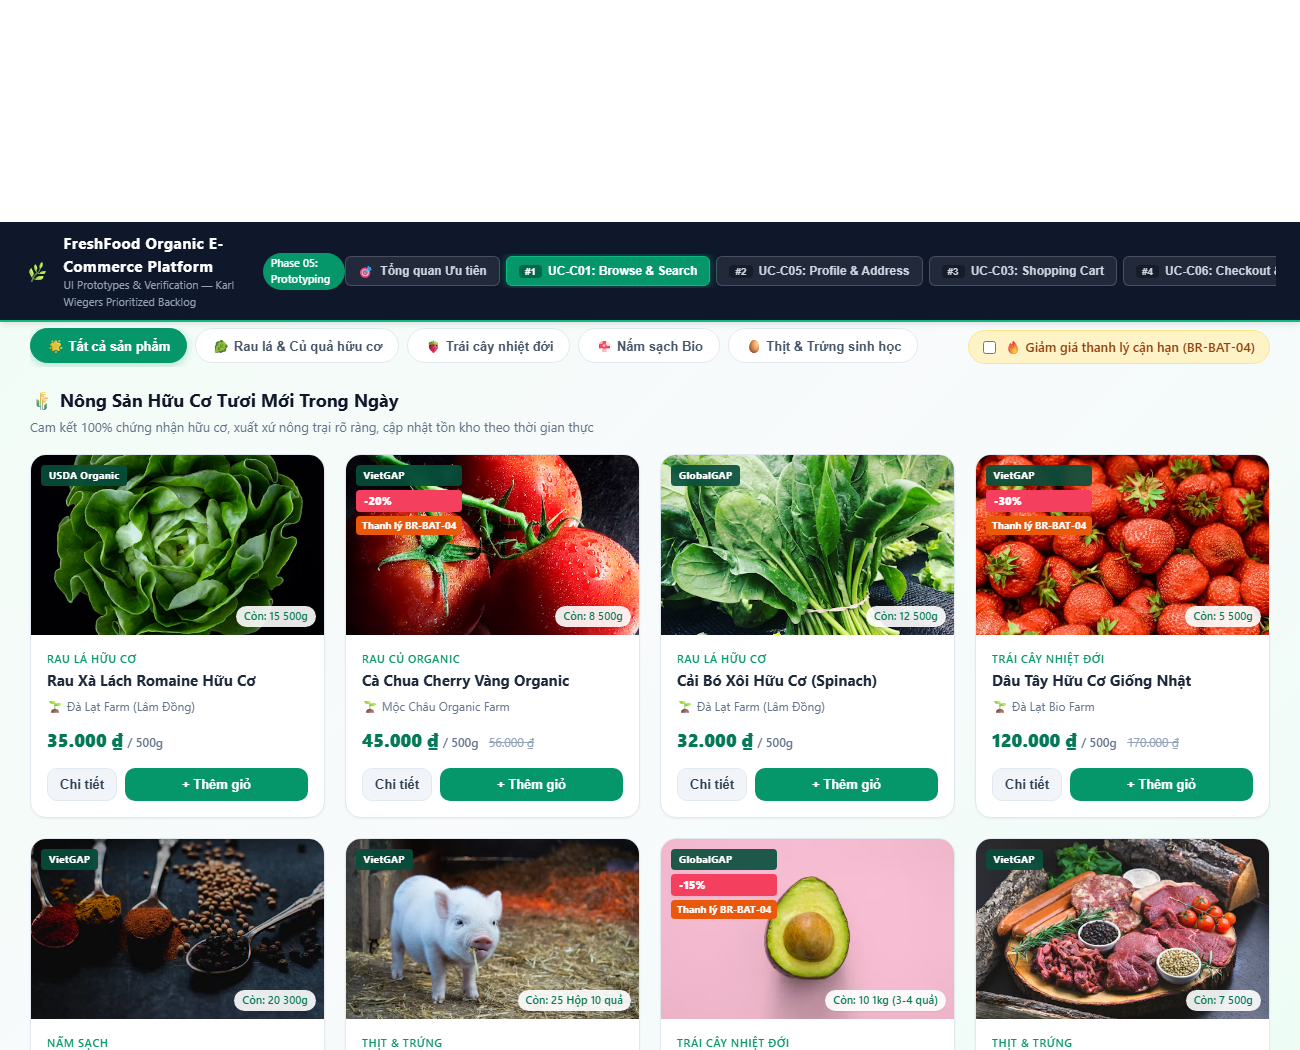 FreshFood Organic E-
Commerce Platform
UI Prototypes & Verification — Karl
Wiegers Prioritized Backlog
Phase 05:
Prototyping
Tổng quan Ưu tiên
#1 UC-C01: Browse & Search
#2 UC-C05: Profile & Address
#3 UC-C03: Shopping Cart
#4 UC-C06: Checkout &
Tất cả sản phẩm
Rau lá & Củ quả hữu cơ
Trái cây nhiệt đới
Nấm sạch Bio
Thịt & Trứng sinh học
Giảm giá thanh lý cận hạn (BR-BAT-04)
Nông Sản Hữu Cơ Tươi Mới Trong Ngày
Cam kết 100% chứng nhận hữu cơ, xuất xứ nông trại rõ ràng, cập nhật tồn kho theo thời gian thực
USDA Organic
Còn: 15 500g
RAU LÁ HỮU CƠ
Rau Xà Lách Romaine Hữu Cơ
Đà Lạt Farm (Lâm Đồng)
35.000 ₫ / 500g
Chi tiết
+ Thêm giỏ
VietGAP
-20%
Thanh lý BR-BAT-04
Còn: 8 500g
RAU CỦ ORGANIC
Cà Chua Cherry Vàng Organic
Mộc Châu Organic Farm
45.000 ₫ / 500g 56.000 ₫
Chi tiết
+ Thêm giỏ
GlobalGAP
Còn: 12 500g
RAU LÁ HỮU CƠ
Cải Bó Xôi Hữu Cơ (Spinach)
Đà Lạt Farm (Lâm Đồng)
32.000 ₫ / 500g
Chi tiết
+ Thêm giỏ
VietGAP
-30%
Thanh lý BR-BAT-04
Còn: 5 500g
TRÁI CÂY NHIỆT ĐỚI
Dâu Tây Hữu Cơ Giống Nhật
Đà Lạt Bio Farm
120.000 ₫ / 500g 170.000 ₫
Chi tiết
+ Thêm giỏ
VietGAP
Còn: 20 300g
NẤM SẠCH
VietGAP
Còn: 25 Hộp 10 quả
THỊT & TRỨNG
GlobalGAP
-15%
Thanh lý BR-BAT-04
Còn: 10 1kg (3-4 quả)
TRÁI CÂY NHIỆT ĐỚI
VietGAP
Còn: 7 500g
THỊT & TRỨNG